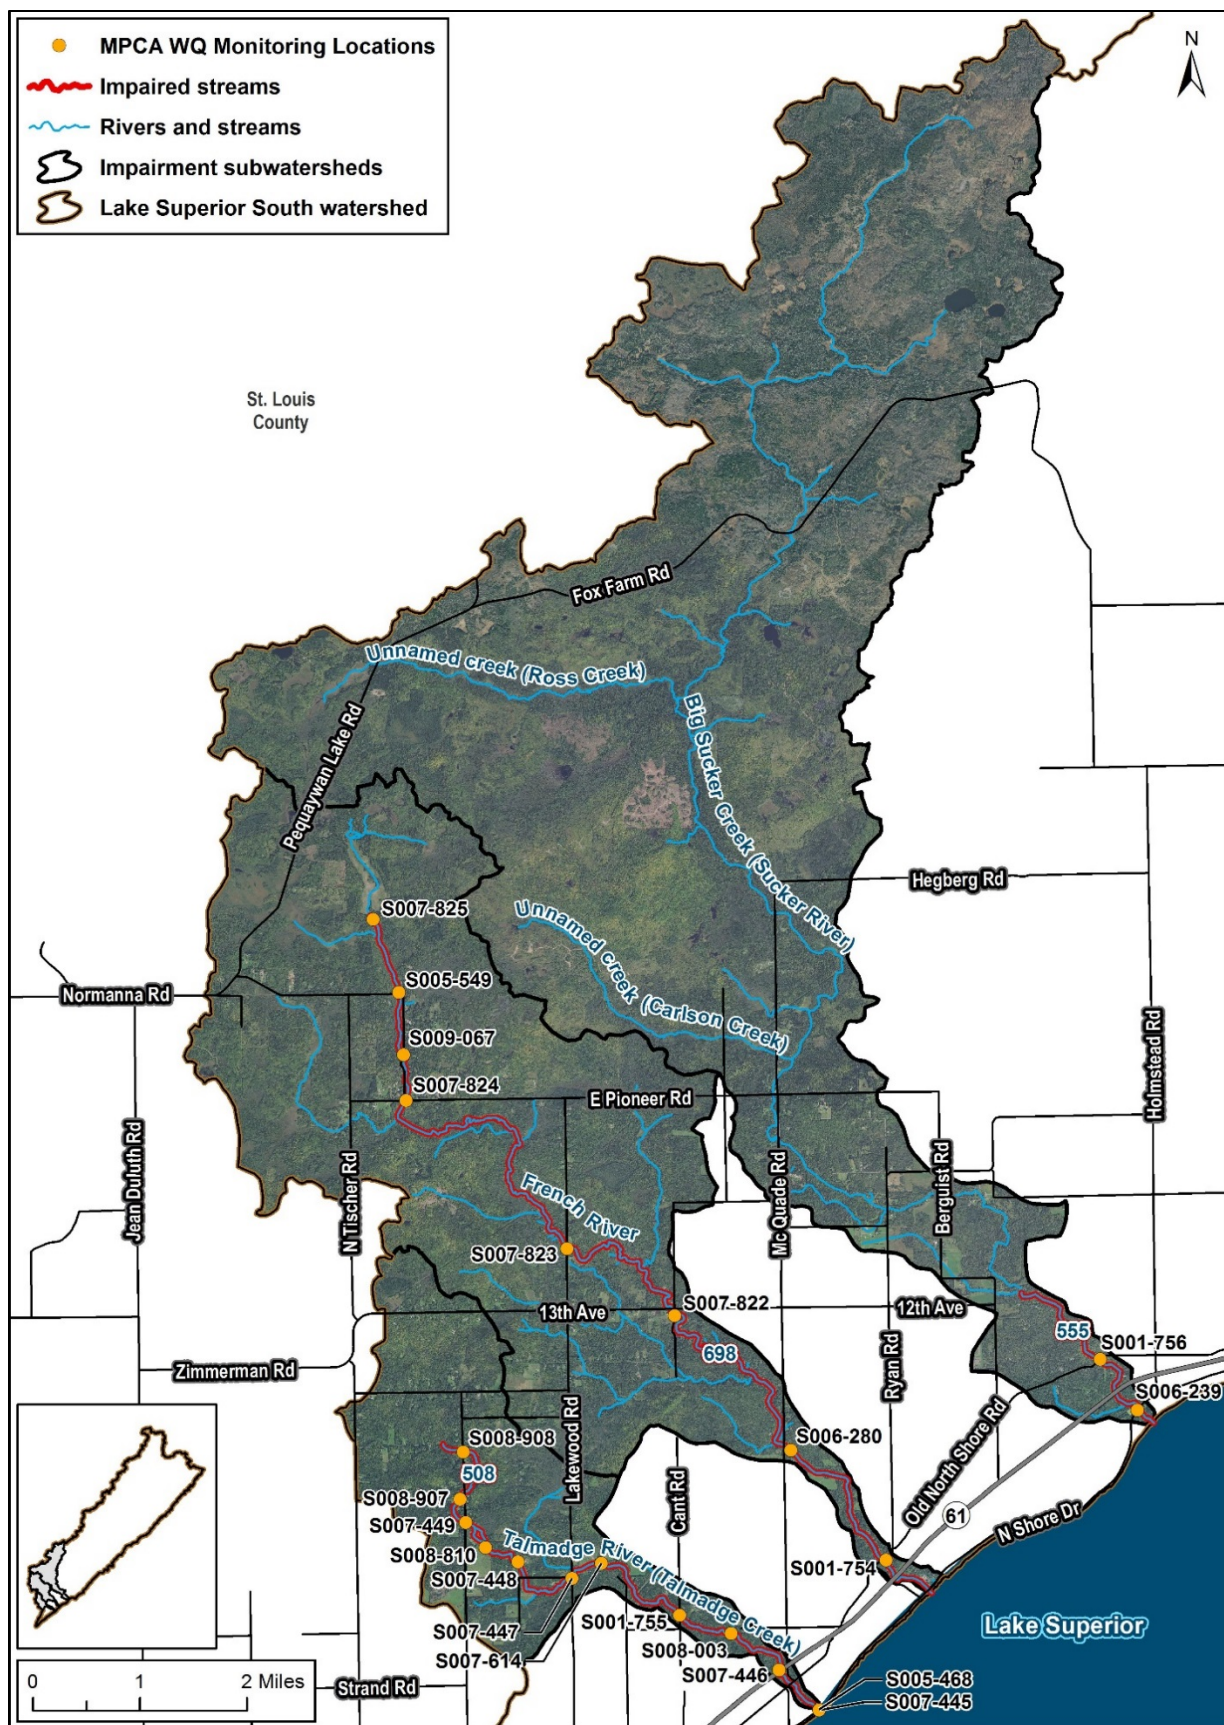 MPCA WQ Monitoring Locations
Impaired streams
Rivers and streams
Impairment subwatersheds
Lake Superior South watershed
N
St. Louis
County
Fox Farm Rd
Unnamed creek (Ross Creek)
Pequaywan Lake Rd
Big Sucker Creek (Sucker River)
Hegberg Rd
S007-825
Unnamed creek (Carlson Creek)
S005-549
Normanna Rd
S009-067
Holmstead Rd
S007-824
E Pioneer Rd
Jean Duluth Rd
N Tischer Rd
French River
Mc Quade Rd
Berguist Rd
S007-823
13th Ave
S007-822
12th Ave
698
555
S001-756
Zimmerman Rd
Ryan Rd
S006-239
Lakewood Rd
S008-908
508
S006-280
Old North Shore Rd
S008-907
S007-449
Cant Rd
61
N Shore Dr
S008-810
Talmadge River (Talmadge Creek)
S007-448
S001-754
S007-447
S001-755
Lake Superior
S007-614
S008-003
S007-446
0 1 2 Miles
Strand Rd
S005-468
S007-445